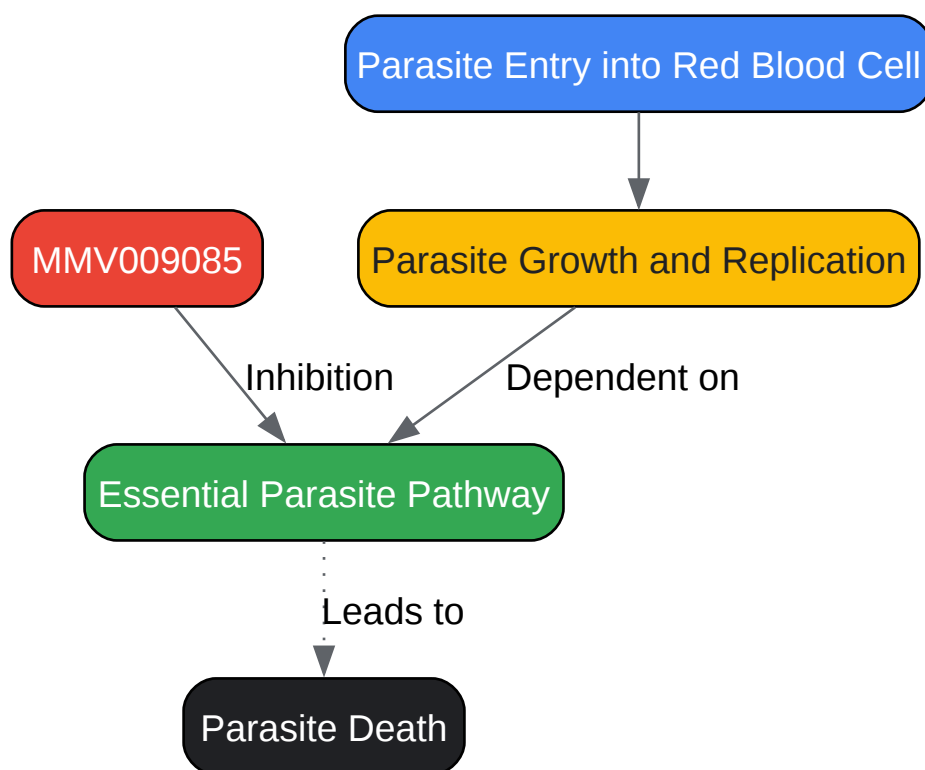 Parasite Entry into Red Blood Cell
MMV009085
Parasite Growth and Replication
Inhibition
Dependent on
Essential Parasite Pathway
Leads to
Parasite Death